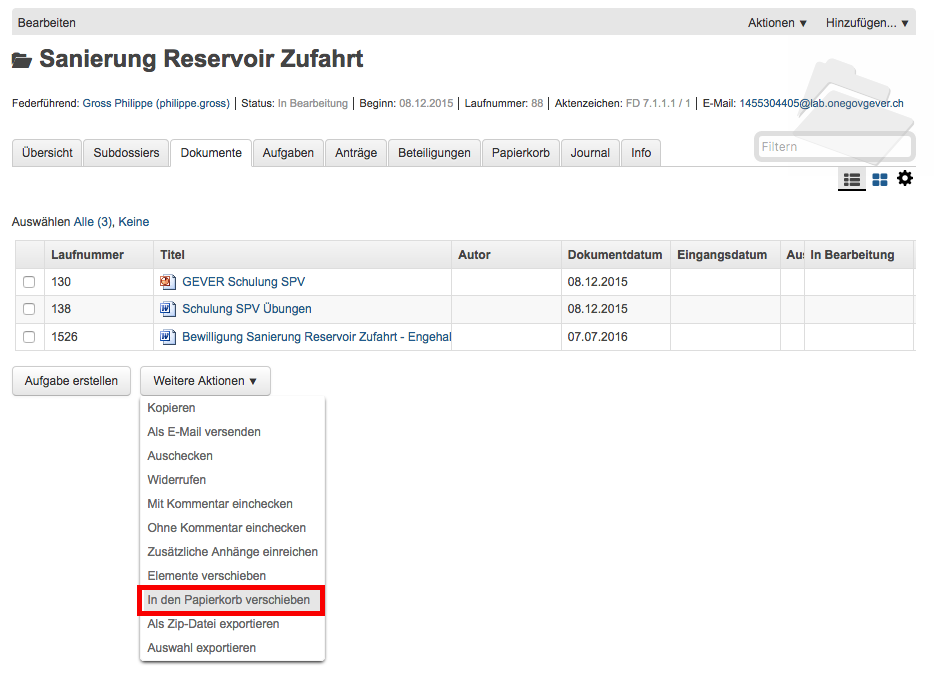 Bearbeiten Aktionen ▼ Hinzufügen... ▼
Sanierung Reservoir Zufahrt
Federführend: Gross Philippe (philippe.gross) | Status: In Bearbeitung | Beginn: 08.12.2015 | Laufnummer: 88 | Aktenzeichen: FD 7.1.1.1 / 1 | E-Mail: 1455304405@lab.onegovgever.ch
Übersicht Subdossiers Dokumente Aufgaben Anträge Beteiligungen Papierkorb Journal Info
Filtern
Auswählen Alle (3), Keine
Laufnummer Titel Autor Dokumentdatum Eingangsdatum Aus In Bearbeitung
130 GEVER Schulung SPV 08.12.2015
138 Schulung SPV Übungen 08.12.2015
1526 Bewilligung Sanierung Reservoir Zufahrt - Engehal 07.07.2016
Aufgabe erstellen Weitere Aktionen ▼
Kopieren
Als E-Mail versenden
Auschecken
Widerrufen
Mit Kommentar einchecken
Ohne Kommentar einchecken
Zusätzliche Anhänge einreichen
Elemente verschieben
In den Papierkorb verschieben
Als Zip-Datei exportieren
Auswahl exportieren